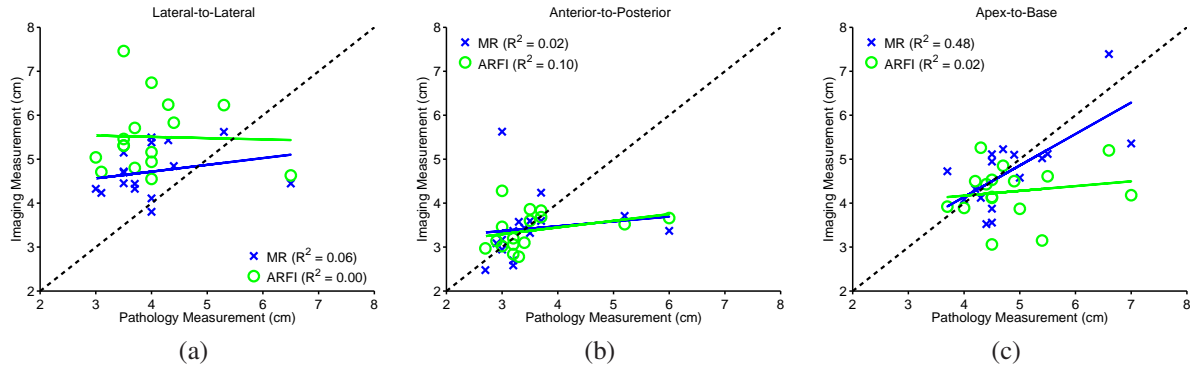 Lateral-to-Lateral
8
7
6
5
4
3
2
2 3 4 5 6 7 8
Imaging Measurement (cm)
Pathology Measurement (cm)
MR (R² = 0.06)
ARFI (R² = 0.00)
(a)
Anterior-to-Posterior
8
7
6
5
4
3
2
2 3 4 5 6 7 8
Imaging Measurement (cm)
Pathology Measurement (cm)
MR (R² = 0.02)
ARFI (R² = 0.10)
(b)
Apex-to-Base
8
7
6
5
4
3
2
2 3 4 5 6 7 8
Imaging Measurement (cm)
Pathology Measurement (cm)
MR (R² = 0.48)
ARFI (R² = 0.02)
(c)